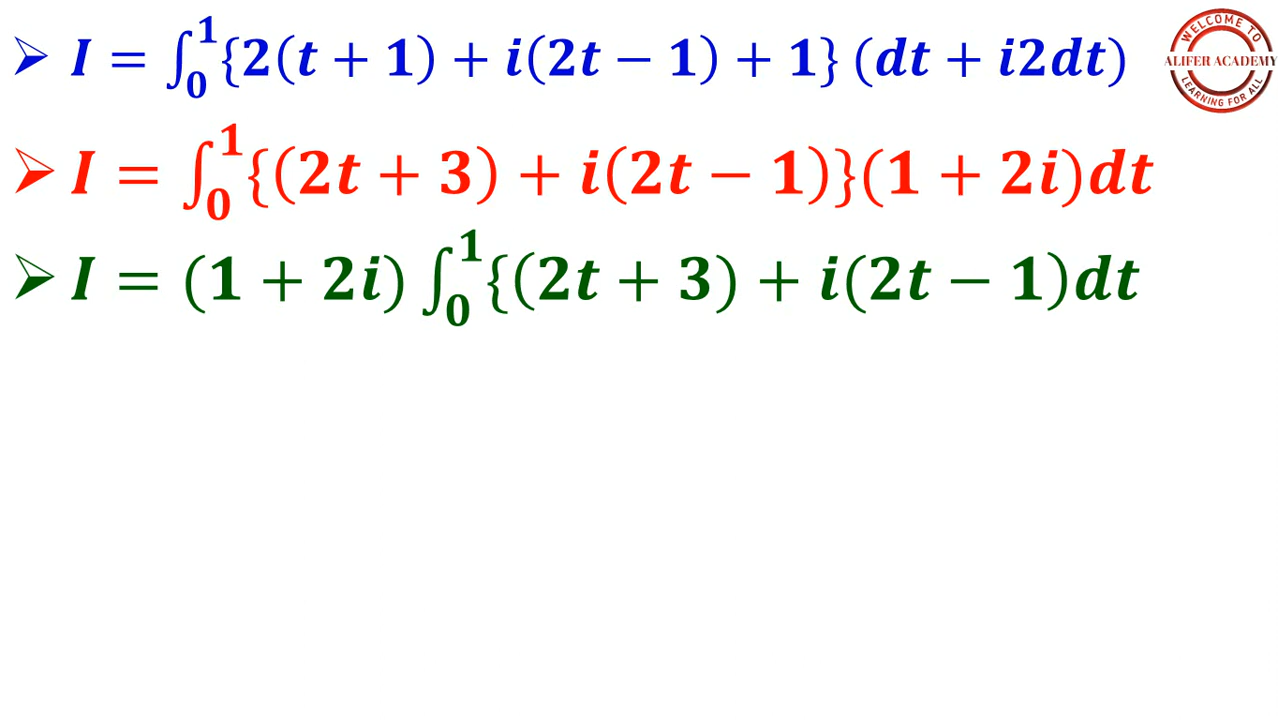 ➢ I = ∫₀¹{2(t + 1) + i(2t − 1) + 1} (dt + i2dt)
WELCOME TO
ALIFER ACADEMY
LEARNING FOR ALL
➢ I = ∫₀¹{(2t + 3) + i(2t − 1)}(1 + 2i)dt
➢ I = (1 + 2i) ∫₀¹{(2t + 3) + i(2t − 1)dt